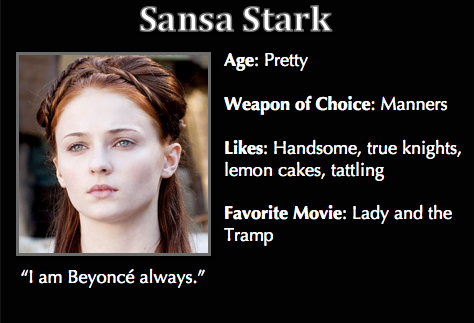 Sansa Stark
Age: Pretty
Weapon of Choice: Manners
Likes: Handsome, true knights,
lemon cakes, tattling
Favorite Movie: Lady and the
Tramp
“I am Beyoncé always.”